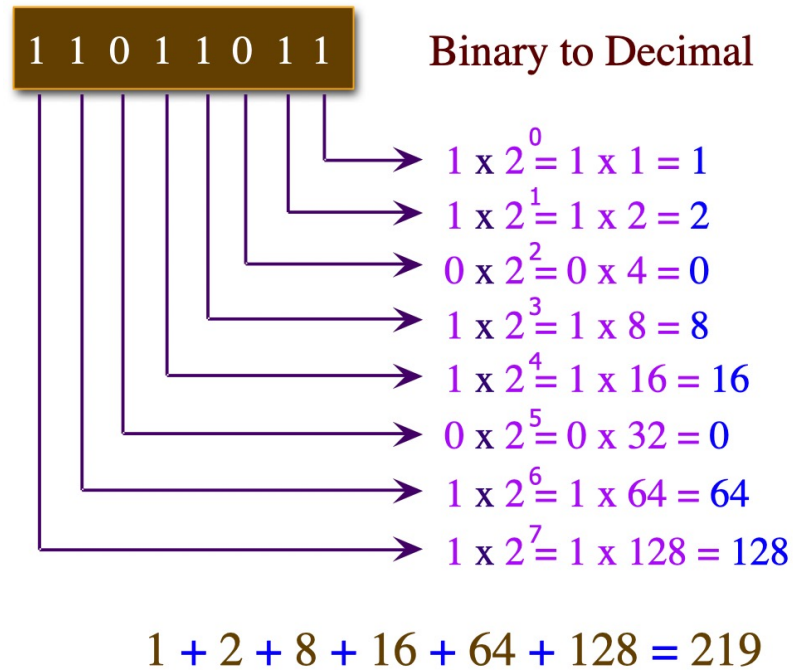 1 1 0 1 1 0 1 1
Binary to Decimal
1 x 2⁰ = 1 x 1 = 1
1 x 2¹ = 1 x 2 = 2
0 x 2² = 0 x 4 = 0
1 x 2³ = 1 x 8 = 8
1 x 2⁴ = 1 x 16 = 16
0 x 2⁵ = 0 x 32 = 0
1 x 2⁶ = 1 x 64 = 64
1 x 2⁷ = 1 x 128 = 128
1 + 2 + 8 + 16 + 64 + 128 = 219